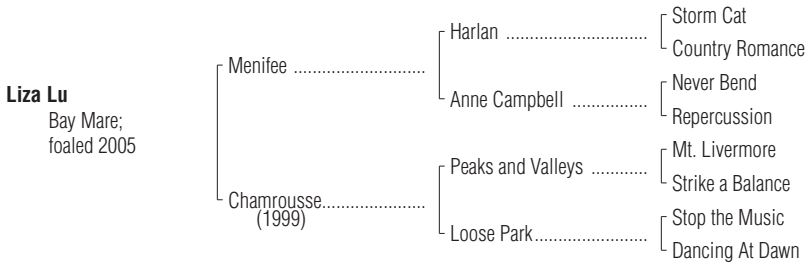 Storm Cat
Harlan ..............................
Country Romance
Menifee ............................
Never Bend
Anne Campbell ................
Repercussion
Liza Lu
Bay Mare;
foaled 2005
Mt. Livermore
Peaks and Valleys ............
Strike a Balance
Chamrousse......................
(1999)
Stop the Music
Loose Park........................
Dancing At Dawn